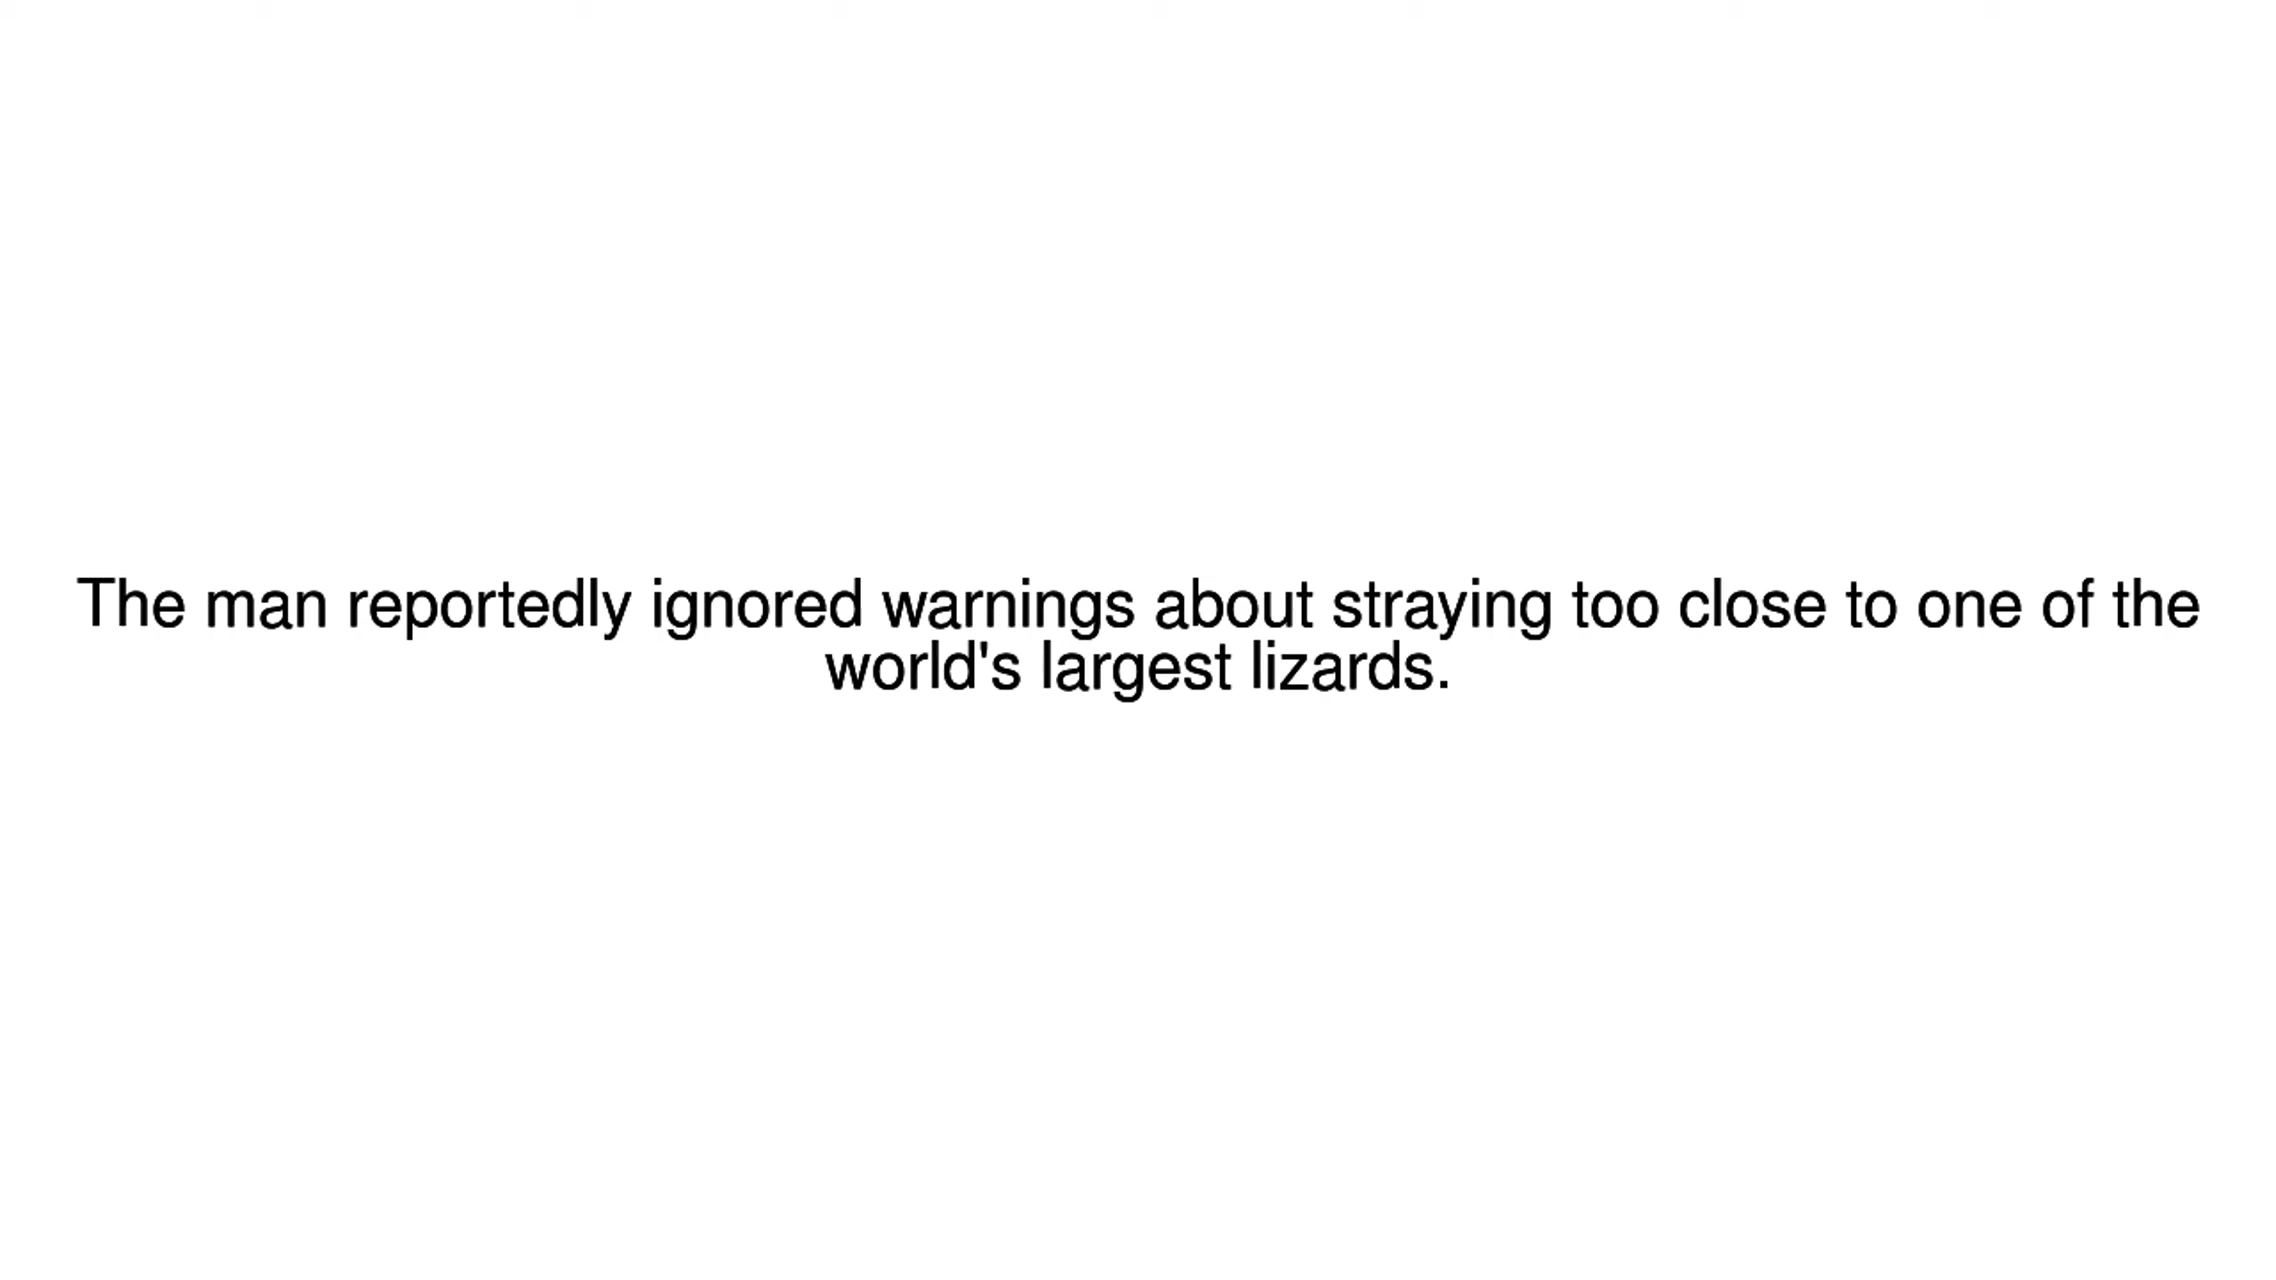 The man reportedly ignored warnings about straying too close to one of the
world's largest lizards.